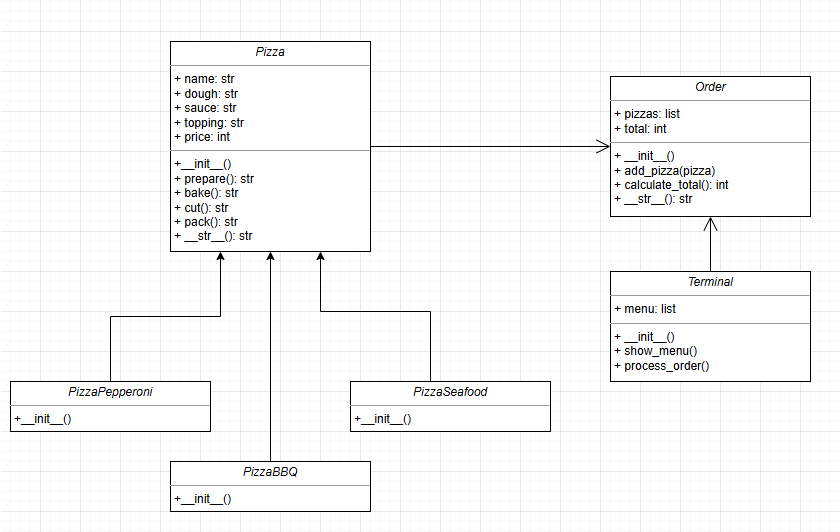 Pizza
+ name: str
+ dough: str
+ sauce: str
+ topping: str
+ price: int
+__init__()
+ prepare(): str
+ bake(): str
+ cut(): str
+ pack(): str
+ __str__(): str
Order
+ pizzas: list
+ total: int
+ __init__()
+ add_pizza(pizza)
+ calculate_total(): int
+ __str__(): str
Terminal
+ menu: list
+ __init__()
+ show_menu()
+ process_order()
PizzaPepperoni
+__init__()
PizzaSeafood
+__init__()
PizzaBBQ
+__init__()